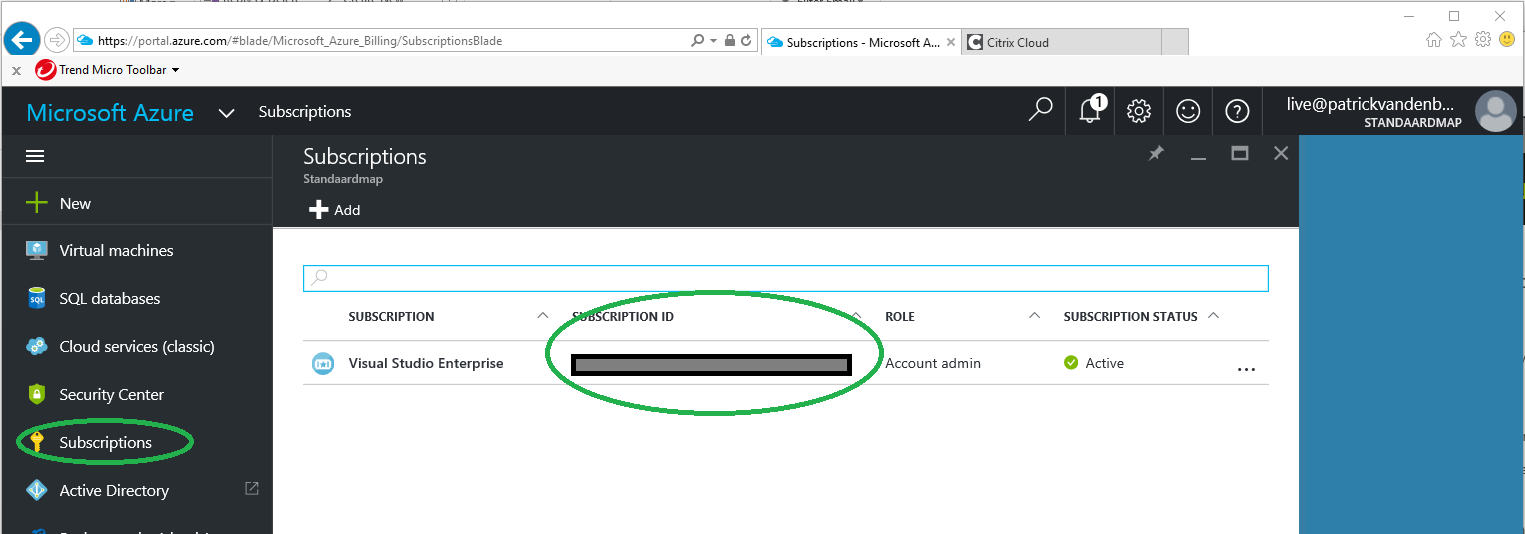 https://portal.azure.com/#blade/Microsoft_Azure_Billing/SubscriptionsBlade
Subscriptions - Microsoft A...
Citrix Cloud
x Trend Micro Toolbar
Microsoft Azure
Subscriptions
1
live@patrickvandenb...
STANDAARDMAP
Subscriptions
Standaardmap
Add
New
Virtual machines
SQL databases
Cloud services (classic)
Security Center
Subscriptions
Active Directory
SUBSCRIPTION SUBSCRIPTION ID ROLE SUBSCRIPTION STATUS
Visual Studio Enterprise Account admin Active ...